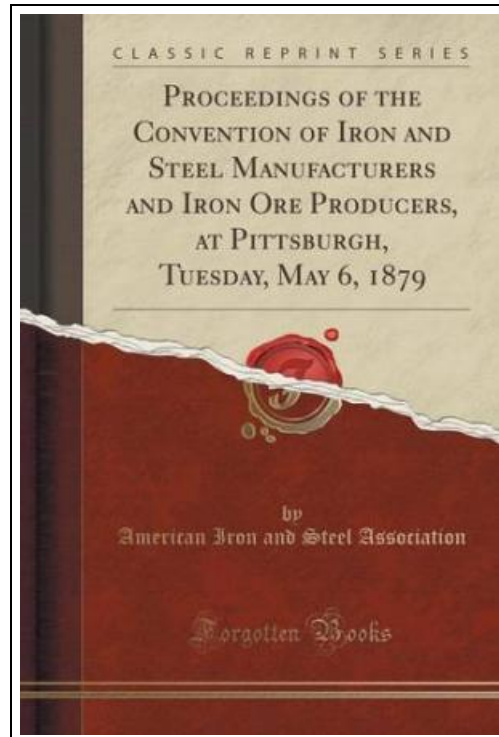 CLASSIC REPRINT SERIES
PROCEEDINGS OF THE
CONVENTION OF IRON AND
STEEL MANUFACTURERS
AND IRON ORE PRODUCERS,
AT PITTSBURGH,
TUESDAY, MAY 6, 1879
by
American Iron and Steel Association
Forgotten Books